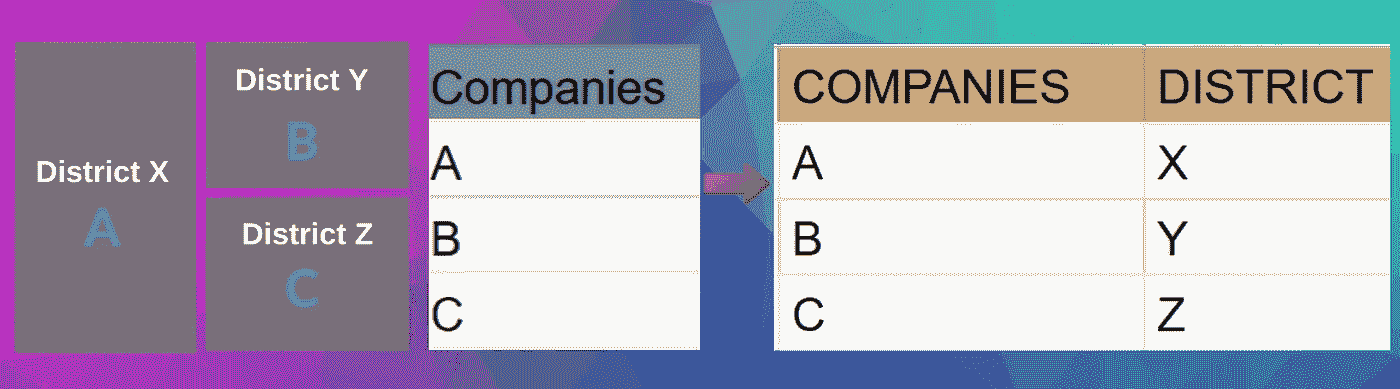 District X
A
District Y
B
District Z
C
Companies
A
B
C
COMPANIES DISTRICT
A X
B Y
C Z